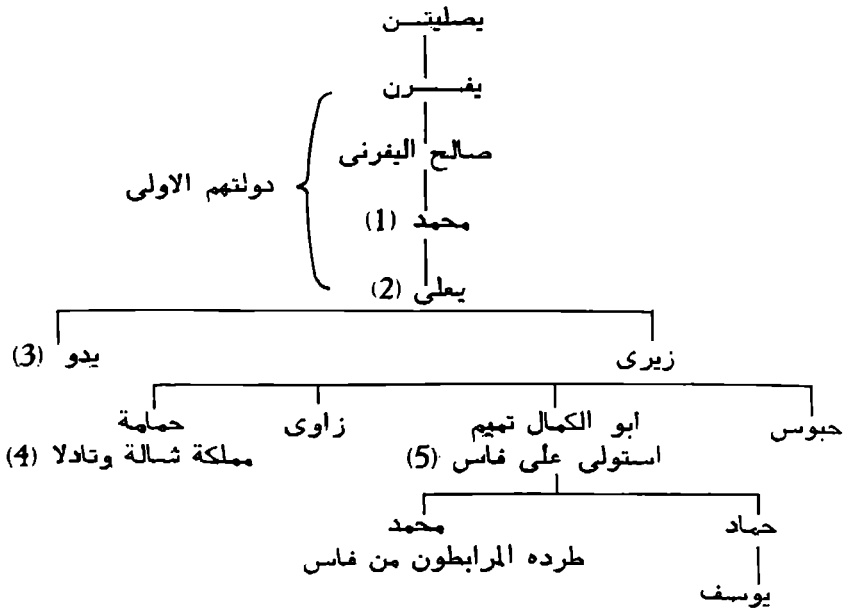 يصليتن
يفرن
صالح اليفرنى
دولتهم الاولى
محمد (1)
يعلى (2)
زيرى
يدو (3)
حبوس
ابو الكمال تميم
زاوى
حمامة
استولى على فاس (5)
مملكة شالة وتادلا (4)
حماد
محمد
طرده المرابطون من فاس
يوسف